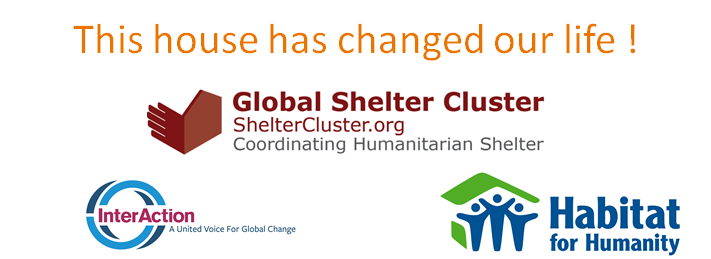 This house has changed our life !
Global Shelter Cluster
ShelterCluster.org
Coordinating Humanitarian Shelter
InterAction
A United Voice For Global Change
Habitat
for Humanity